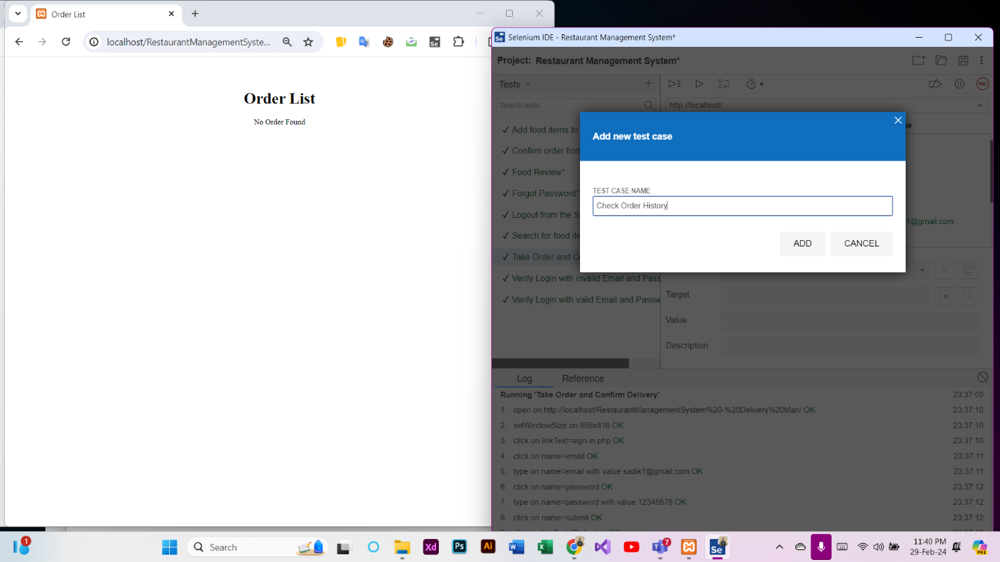 Order List
localhost/RestaurantManagementSyste...
Order List
No Order Found
Se
Selenium IDE - Restaurant Management System*
Project: Restaurant Management System*
Tests
Search tests...
✓ Add food items to
✓ Confirm order from
✓ Food Review*
✓ Forgot Password*
✓ Logout from the S
✓ Search for food ite
✓ Take Order and C
✓ Verify Login with invalid Email and Pass
✓ Verify Login with valid Email and Passw
REC
http://localhost/
1@gmail.com
Add new test case
TEST CASE NAME
Check Order History
ADD
CANCEL
//
Target
Value
Description
Log
Reference
Running 'Take Order and Confirm Delivery' 23:37:09
1. open on http://localhost/RestaurantManagementSystem%20-%20Delivery%20Man/ OK 23:37:10
2. setWindowSize on 858x816 OK 23:37:10
3. click on linkText=sign-in.php OK 23:37:10
4. click on name=email OK 23:37:11
5. type on name=email with value sadik1@gmail.com OK 23:37:11
6. click on name=password OK 23:37:12
7. type on name=password with value 12345678 OK 23:37:12
8. click on name=submit OK 23:37:12
1
Search
Xd
Ps
Ai
7
Se
11:40 PM
29-Feb-24
PRE